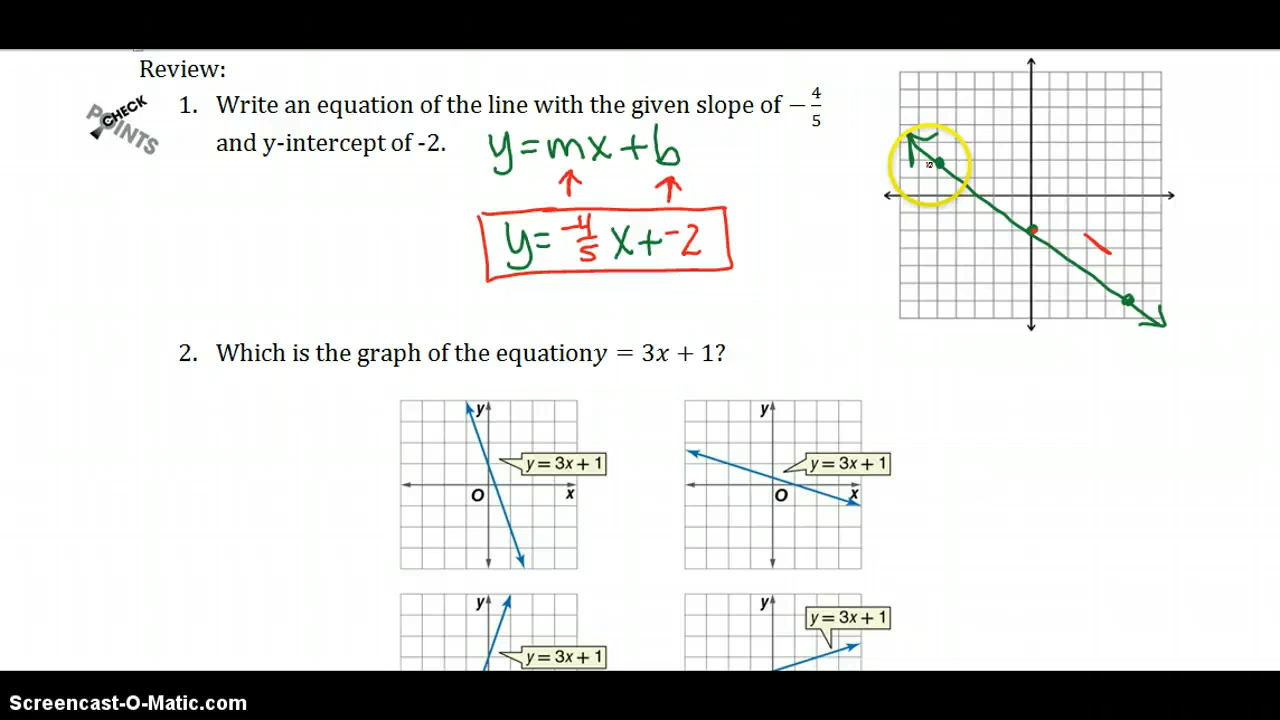 Review:
CHECK
POINTS
1. Write an equation of the line with the given slope of −4/5
and y-intercept of -2.
y=mx+b
y=-4/5 x+-2
2. Which is the graph of the equationy = 3x + 1?
y
y = 3x + 1
O
x
y
y = 3x + 1
O
x
y
y = 3x + 1
y
y = 3x + 1
Screencast-O-Matic.com